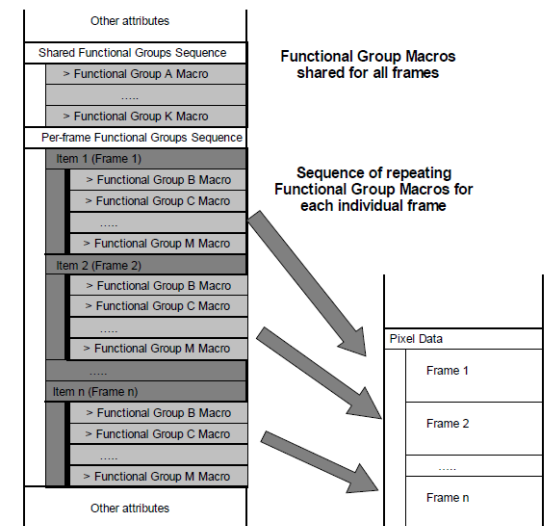 Other attributes
Shared Functional Groups Sequence
> Functional Group A Macro
.....
> Functional Group K Macro
Per-frame Functional Groups Sequence
Item 1 (Frame 1)
> Functional Group B Macro
> Functional Group C Macro
.....
> Functional Group M Macro
Item 2 (Frame 2)
> Functional Group B Macro
> Functional Group C Macro
.....
> Functional Group M Macro
.....
Item n (Frame n)
> Functional Group B Macro
> Functional Group C Macro
.....
> Functional Group M Macro
Other attributes
Functional Group Macros
shared for all frames
Sequence of repeating
Functional Group Macros for
each individual frame
Pixel Data
Frame 1
Frame 2
.....
Frame n